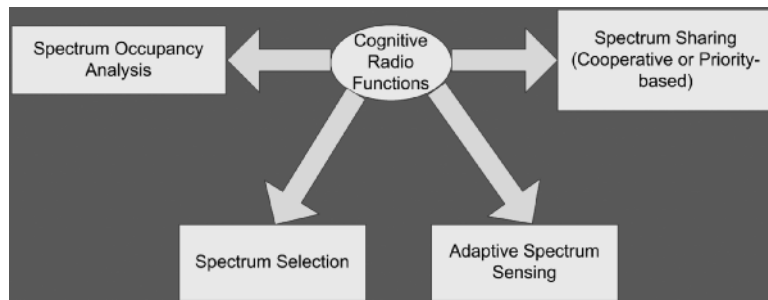 Spectrum Occupancy
Analysis
Cognitive
Radio
Functions
Spectrum Sharing
(Cooperative or Priority-
based)
Spectrum Selection
Adaptive Spectrum
Sensing